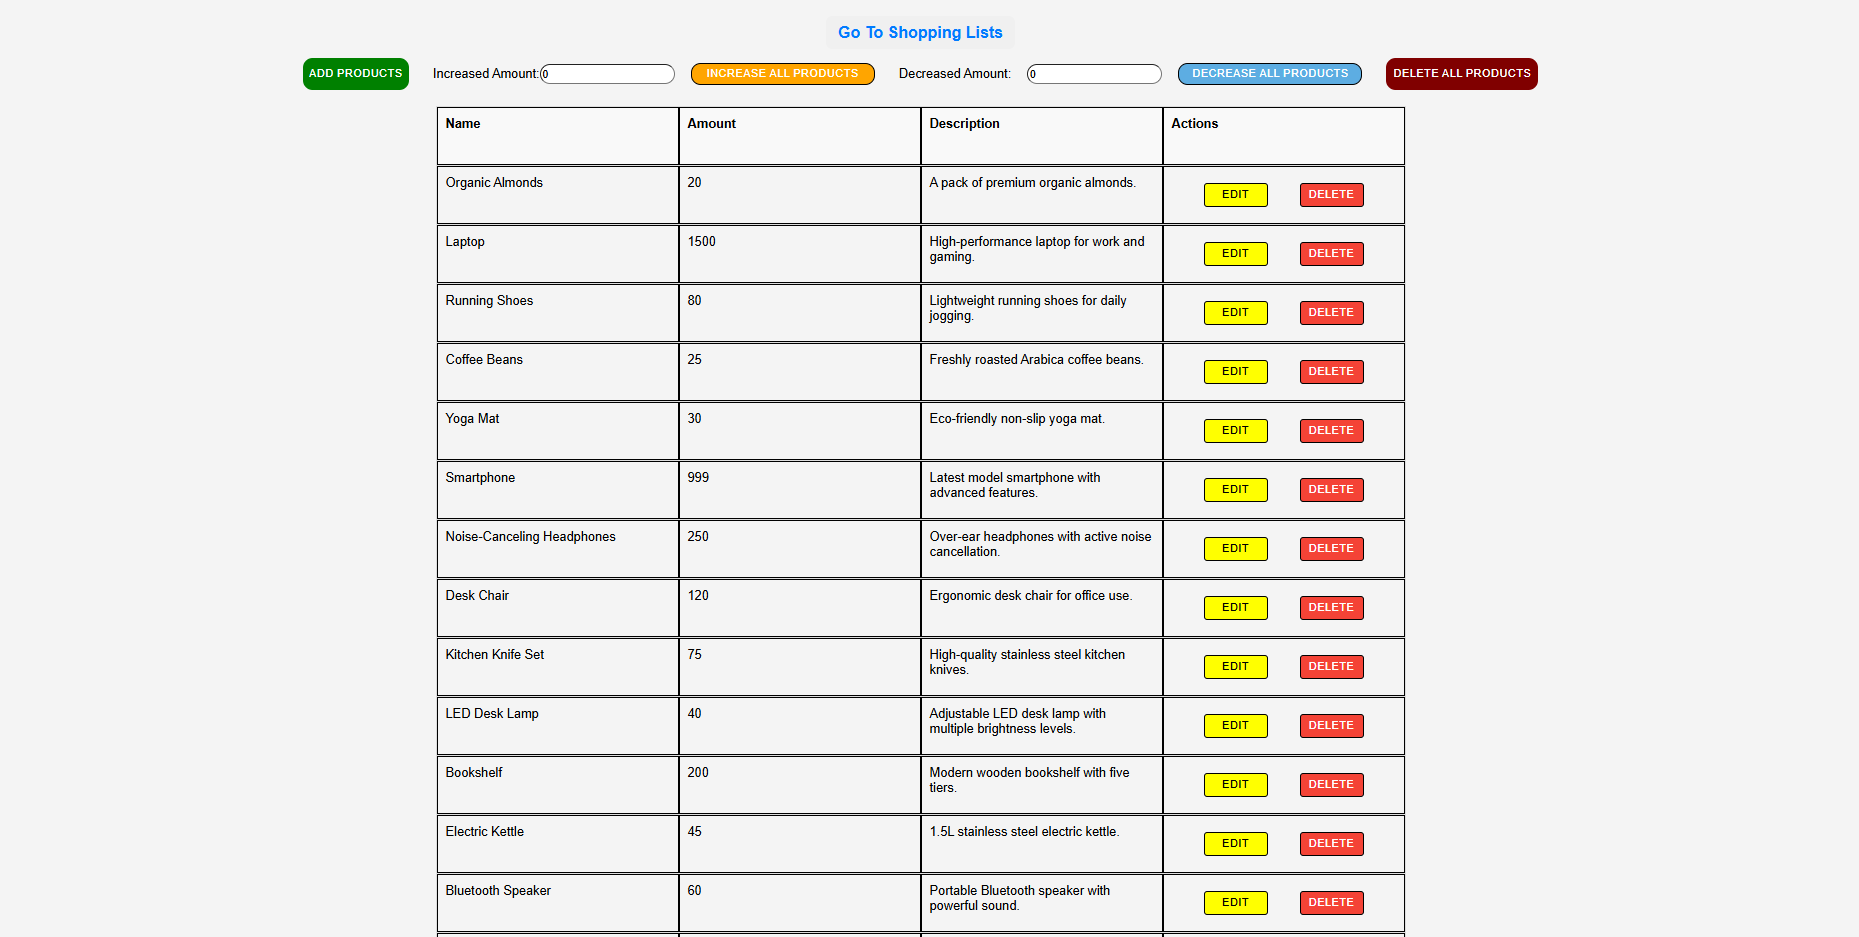 Go To Shopping Lists
ADD PRODUCTS Increased Amount: 0 INCREASE ALL PRODUCTS Decreased Amount: 0 DECREASE ALL PRODUCTS DELETE ALL PRODUCTS
Name Amount Description Actions
Organic Almonds 20 A pack of premium organic almonds. EDIT DELETE
Laptop 1500 High-performance laptop for work and
gaming. EDIT DELETE
Running Shoes 80 Lightweight running shoes for daily
jogging. EDIT DELETE
Coffee Beans 25 Freshly roasted Arabica coffee beans. EDIT DELETE
Yoga Mat 30 Eco-friendly non-slip yoga mat. EDIT DELETE
Smartphone 999 Latest model smartphone with
advanced features. EDIT DELETE
Noise-Canceling Headphones 250 Over-ear headphones with active noise
cancellation. EDIT DELETE
Desk Chair 120 Ergonomic desk chair for office use. EDIT DELETE
Kitchen Knife Set 75 High-quality stainless steel kitchen
knives. EDIT DELETE
LED Desk Lamp 40 Adjustable LED desk lamp with
multiple brightness levels. EDIT DELETE
Bookshelf 200 Modern wooden bookshelf with five
tiers. EDIT DELETE
Electric Kettle 45 1.5L stainless steel electric kettle. EDIT DELETE
Bluetooth Speaker 60 Portable Bluetooth speaker with
powerful sound. EDIT DELETE